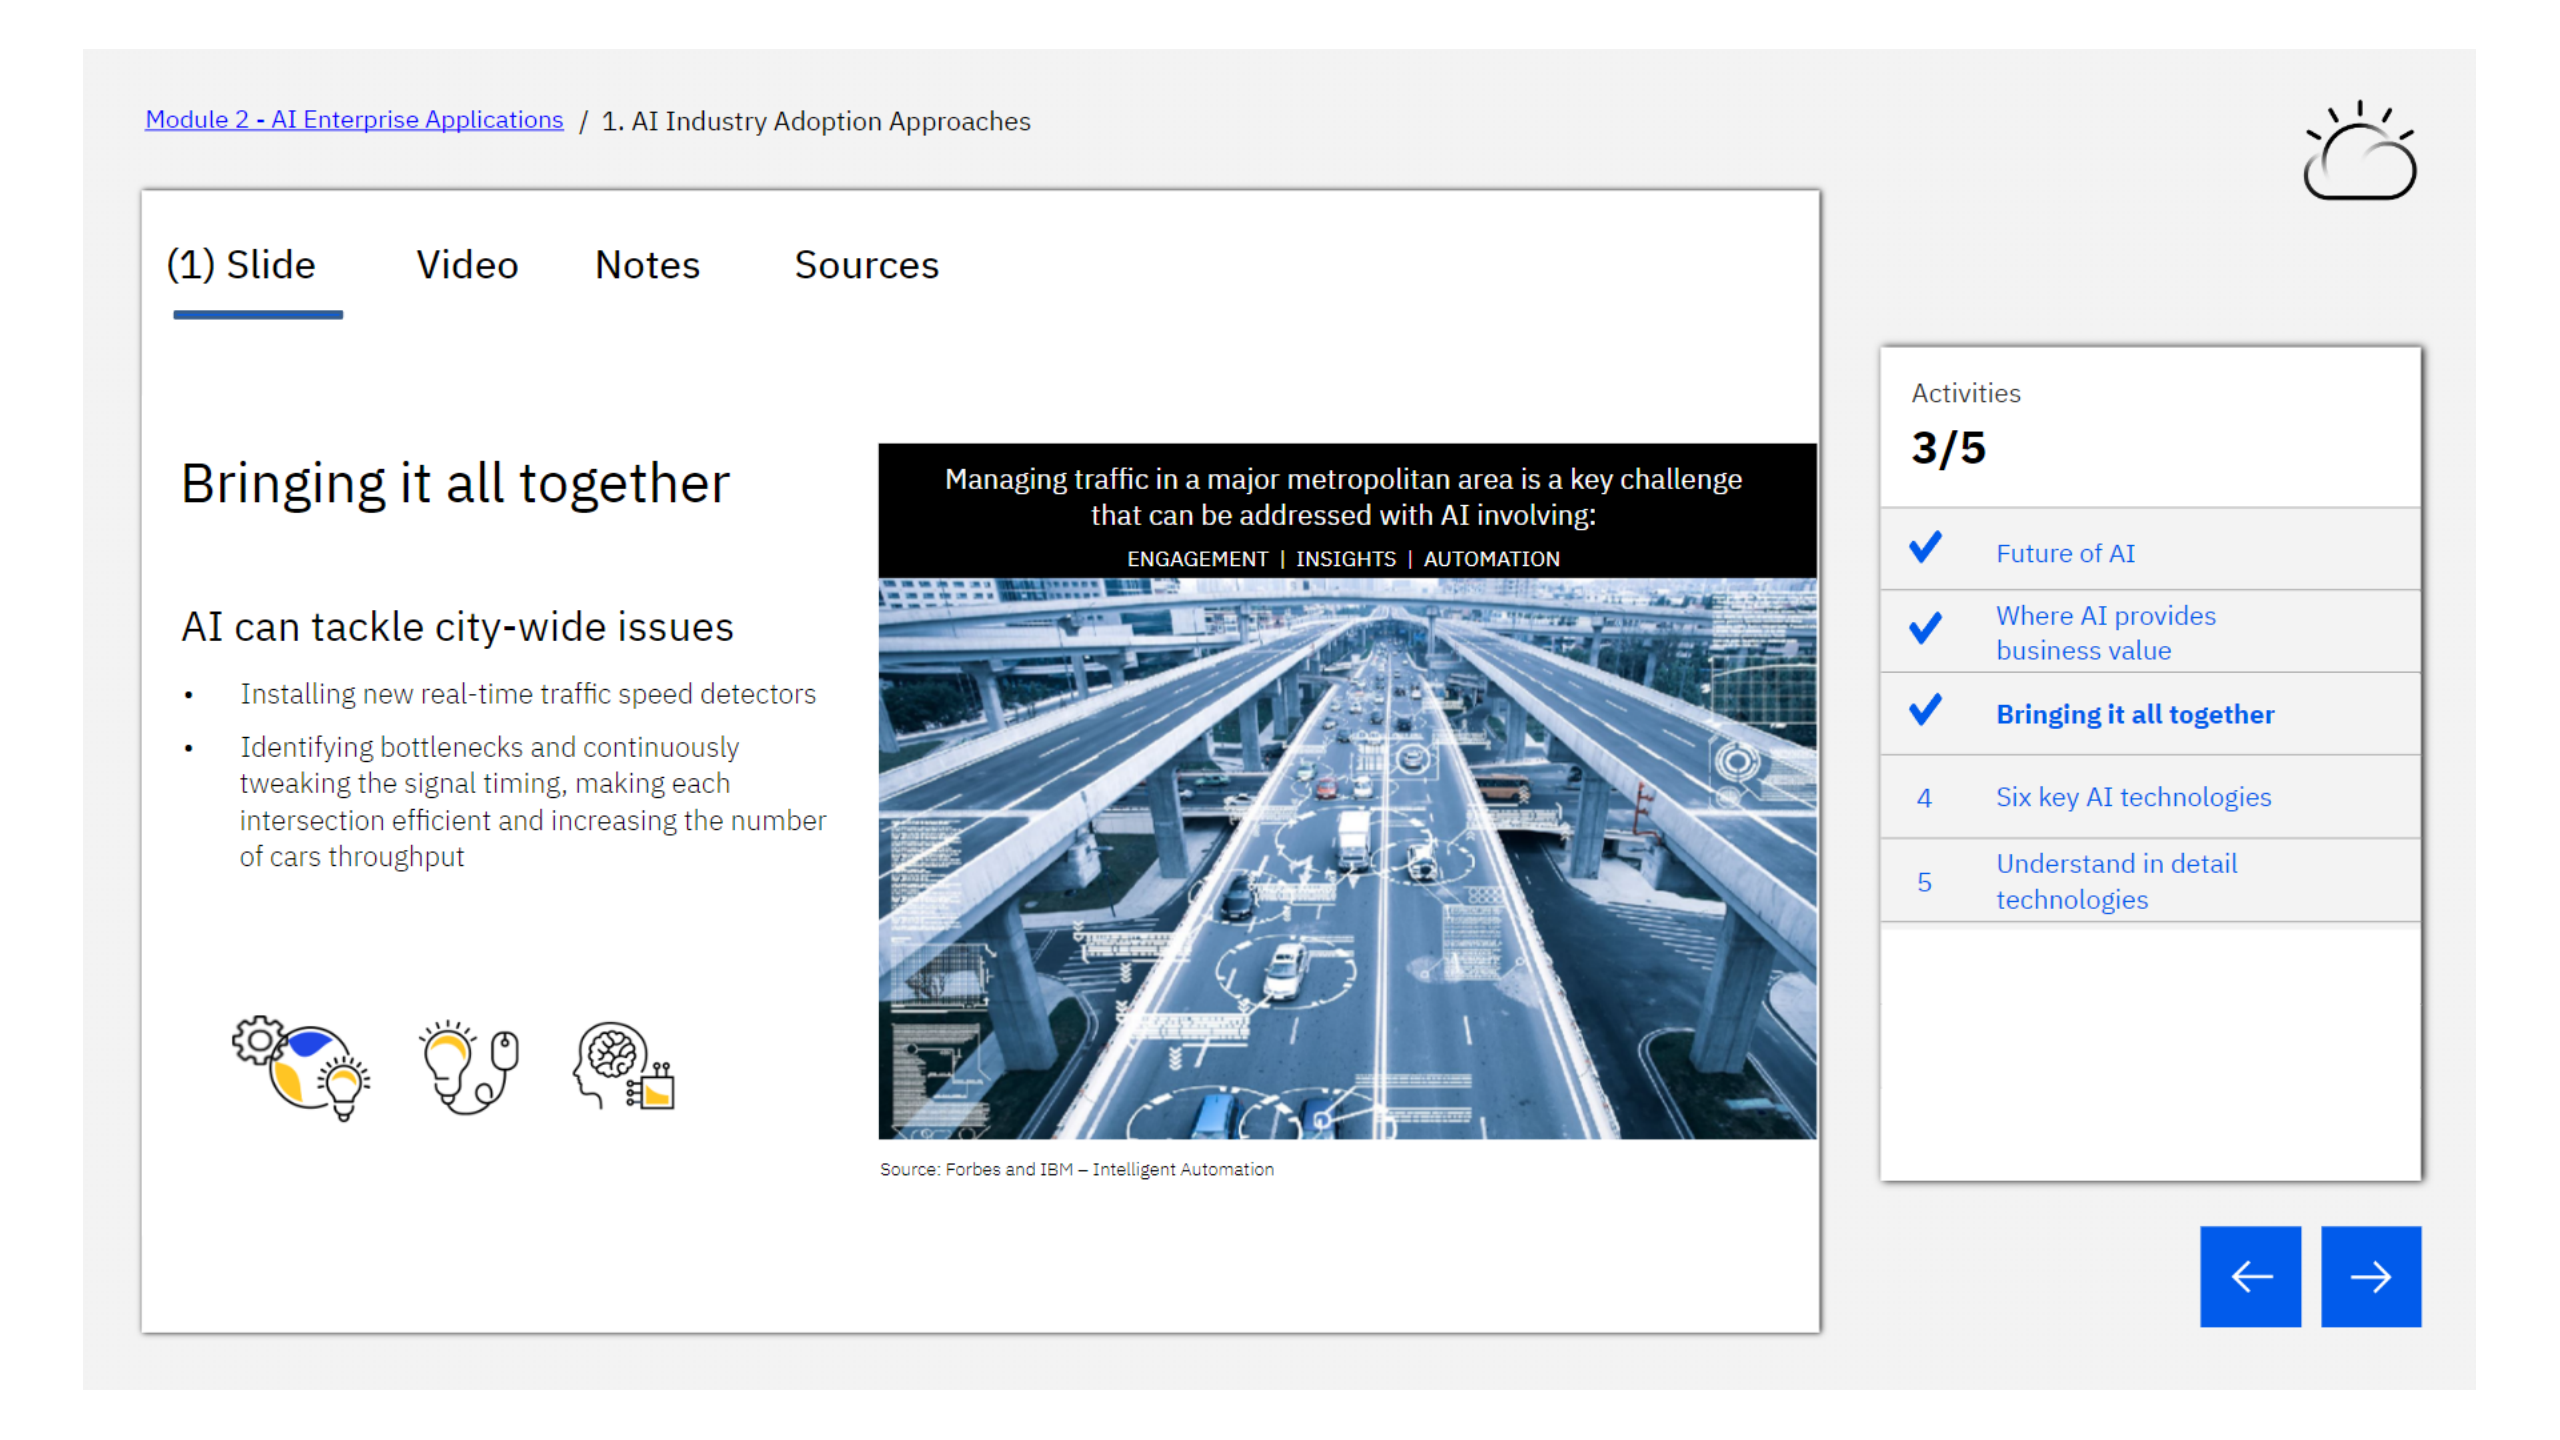 Module 2 - AI Enterprise Applications / 1. AI Industry Adoption Approaches
(1) Slide Video Notes Sources
Bringing it all together
AI can tackle city-wide issues
• Installing new real-time traffic speed detectors
• Identifying bottlenecks and continuously
tweaking the signal timing, making each
intersection efficient and increasing the number
of cars throughput
Managing traffic in a major metropolitan area is a key challenge
that can be addressed with AI involving:
ENGAGEMENT | INSIGHTS | AUTOMATION
Source: Forbes and IBM – Intelligent Automation
Activities
3/5
Future of AI
Where AI provides
business value
Bringing it all together
4 Six key AI technologies
5 Understand in detail
technologies